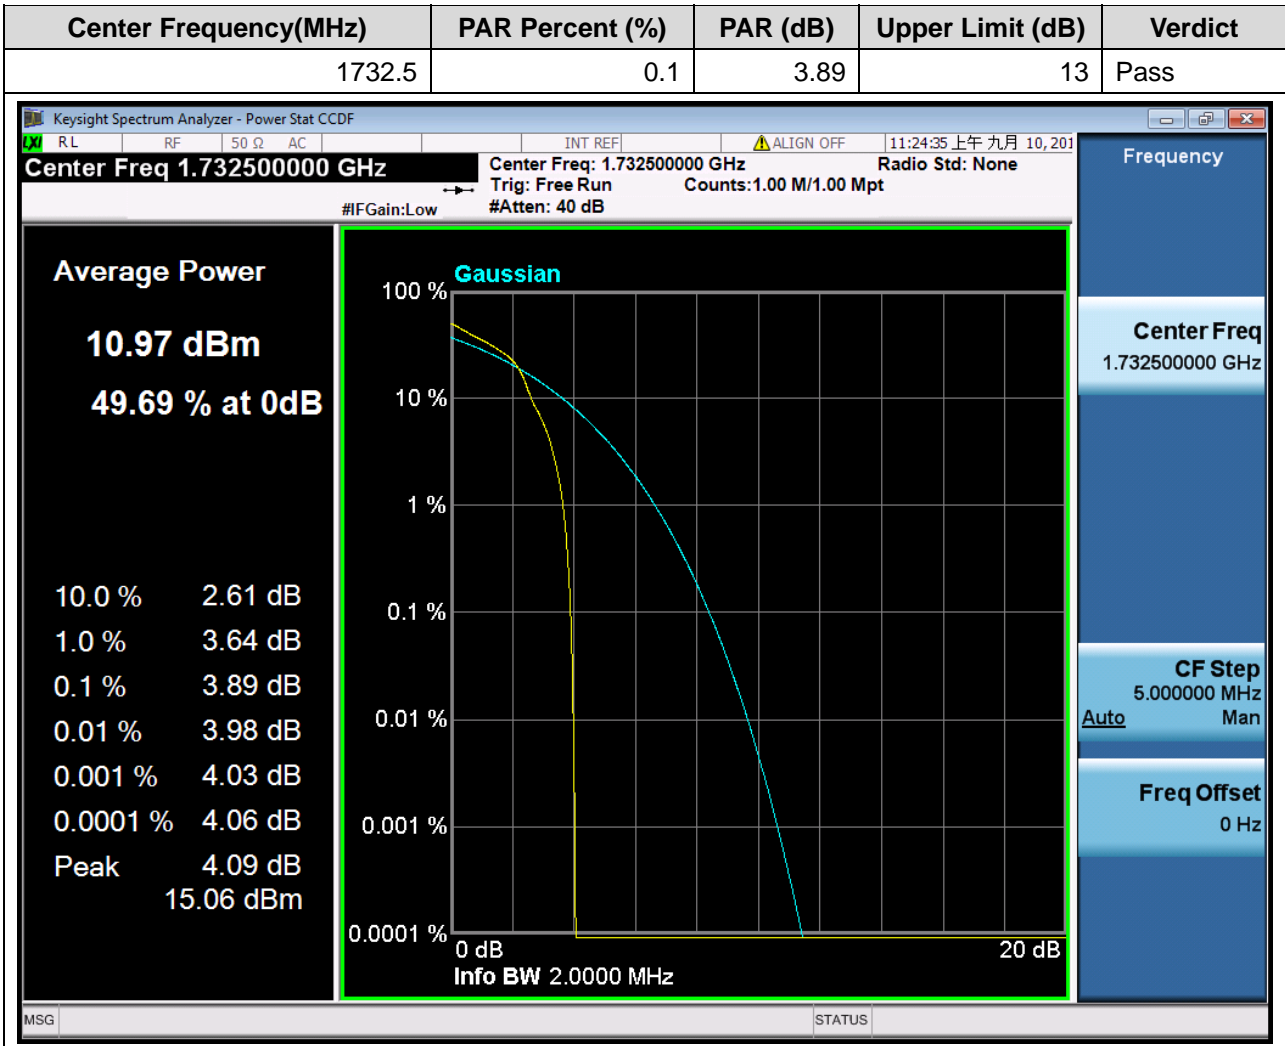 Center Frequency(MHz) PAR Percent (%) PAR (dB) Upper Limit (dB) Verdict
1732.5 0.1 3.89 13 Pass
Keysight Spectrum Analyzer - Power Stat CCDF
LXI RL RF 50 Ω AC INT REF ALIGN OFF 11:24:35 上午 九月 10, 201
Center Freq 1.732500000 GHz
Center Freq: 1.732500000 GHz Radio Std: None
Trig: Free Run Counts:1.00 M/1.00 Mpt
#IFGain:Low #Atten: 40 dB
Average Power
10.97 dBm
49.69 % at 0dB
10.0 % 2.61 dB
1.0 % 3.64 dB
0.1 % 3.89 dB
0.01 % 3.98 dB
0.001 % 4.03 dB
0.0001 % 4.06 dB
Peak 4.09 dB
15.06 dBm
Gaussian
100 %
10 %
1 %
0.1 %
0.01 %
0.001 %
0.0001 %
0 dB 20 dB
Info BW 2.0000 MHz
Frequency
Center Freq
1.732500000 GHz
CF Step
5.000000 MHz
Auto Man
Freq Offset
0 Hz
MSG STATUS